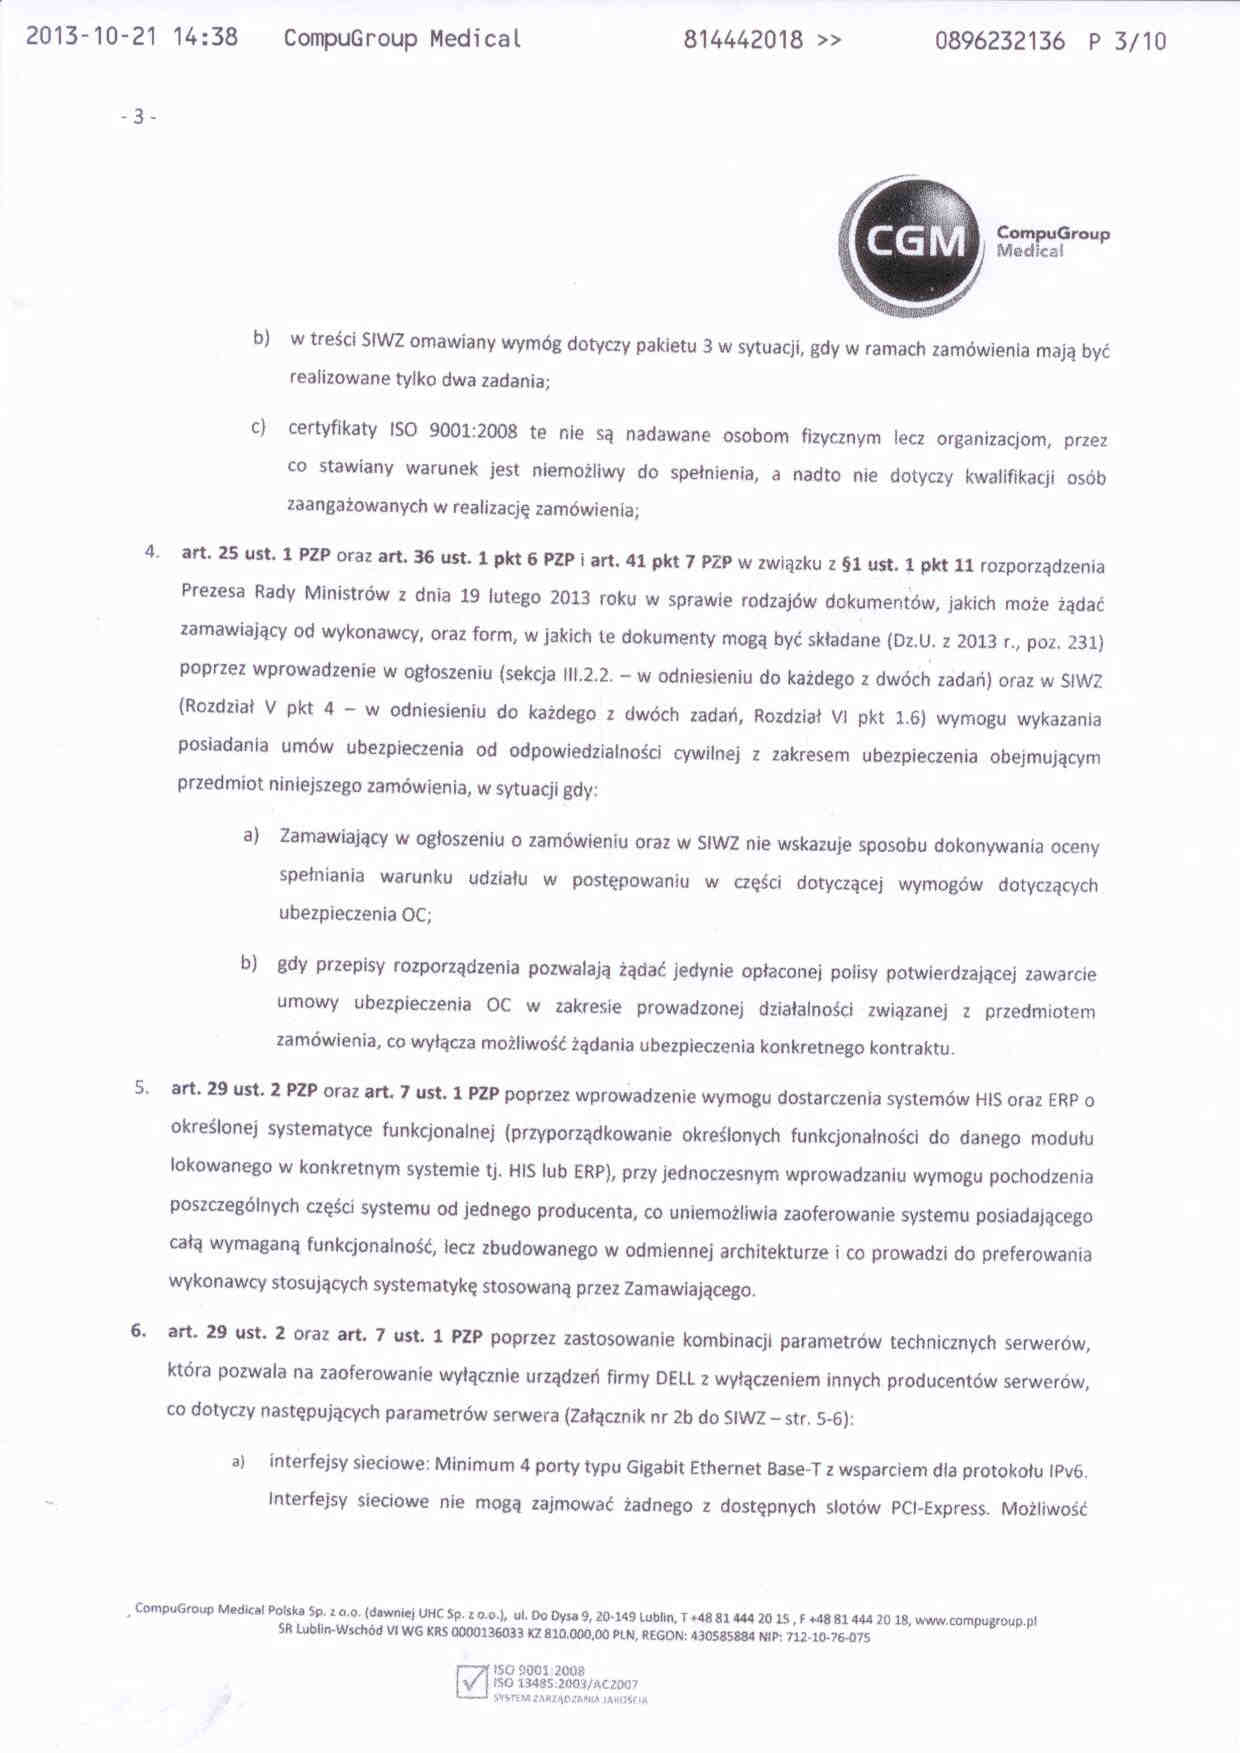 2013-10-21 14:38 CompuGroup Medical 814442018 >> 0896232136 P 3/10
- 3 -
CGM CompuGroup
Medical
b) w treści SIWZ omawiany wymóg dotyczy pakietu 3 w sytuacji, gdy w ramach zamówienia mają być
realizowane tylko dwa zadania;
c) certyfikaty ISO 9001:2008 te nie są nadawane osobom fizycznym lecz organizacjom, przez
co stawiany warunek jest niemożliwy do spełnienia, a nadto nie dotyczy kwalifikacji osób
zaangażowanych w realizację zamówienia;
4. art. 25 ust. 1 PZP oraz art. 36 ust. 1 pkt 6 PZP i art. 41 pkt 7 PZP w związku z §1 ust. 1 pkt 11 rozporządzenia
Prezesa Rady Ministrów z dnia 19 lutego 2013 roku w sprawie rodzajów dokumentów, jakich może żądać
zamawiający od wykonawcy, oraz form, w jakich te dokumenty mogą być składane (Dz.U. z 2013 r., poz. 231)
poprzez wprowadzenie w ogłoszeniu (sekcja III.2.2. – w odniesieniu do każdego z dwóch zadań) oraz w SIWZ
(Rozdział V pkt 4 – w odniesieniu do każdego z dwóch zadań, Rozdział VI pkt 1.6) wymogu wykazania
posiadania umów ubezpieczenia od odpowiedzialności cywilnej z zakresem ubezpieczenia obejmującym
przedmiot niniejszego zamówienia, w sytuacji gdy:
a) Zamawiający w ogłoszeniu o zamówieniu oraz w SIWZ nie wskazuje sposobu dokonywania oceny
spełniania warunku udziału w postępowaniu w części dotyczącej wymogów dotyczących
ubezpieczenia OC;
b) gdy przepisy rozporządzenia pozwalają żądać jedynie opłaconej polisy potwierdzającej zawarcie
umowy ubezpieczenia OC w zakresie prowadzonej działalności związanej z przedmiotem
zamówienia, co wyłącza możliwość żądania ubezpieczenia konkretnego kontraktu.
5. art. 29 ust. 2 PZP oraz art. 7 ust. 1 PZP poprzez wprowadzenie wymogu dostarczenia systemów HIS oraz ERP o
określonej systematyce funkcjonalnej (przyporządkowanie określonych funkcjonalności do danego modułu
lokowanego w konkretnym systemie tj. HIS lub ERP), przy jednoczesnym wprowadzaniu wymogu pochodzenia
poszczególnych części systemu od jednego producenta, co uniemożliwia zaoferowanie systemu posiadającego
całą wymaganą funkcjonalność, lecz zbudowanego w odmiennej architekturze i co prowadzi do preferowania
wykonawcy stosujących systematykę stosowaną przez Zamawiającego.
6. art. 29 ust. 2 oraz art. 7 ust. 1 PZP poprzez zastosowanie kombinacji parametrów technicznych serwerów,
która pozwala na zaoferowanie wyłącznie urządzeń firmy DELL z wyłączeniem innych producentów serwerów,
co dotyczy następujących parametrów serwera (Załącznik nr 2b do SIWZ – str. 5-6):
a) interfejsy sieciowe: Minimum 4 porty typu Gigabit Ethernet Base-T z wsparciem dla protokołu IPv6.
Interfejsy sieciowe nie mogą zajmować żadnego z dostępnych slotów PCI-Express. Możliwość
CompuGroup Medical Polska Sp. z o.o. (dawniej UHC Sp. z o.o.), ul. Do Dysa 9, 20-149 Lublin, T +48 81 444 20 15 , F +48 81 444 20 18, www.compugroup.pl
SR Lublin-Wschód VI WG KRS 0000136033 KZ 810.000,00 PLN, REGON: 430585884 NIP: 712-10-76-075
ISO 9001:2008
ISO 13485:2003/AC2007
SYSTEM ZARZĄDZANIA JAKOŚCIĄ